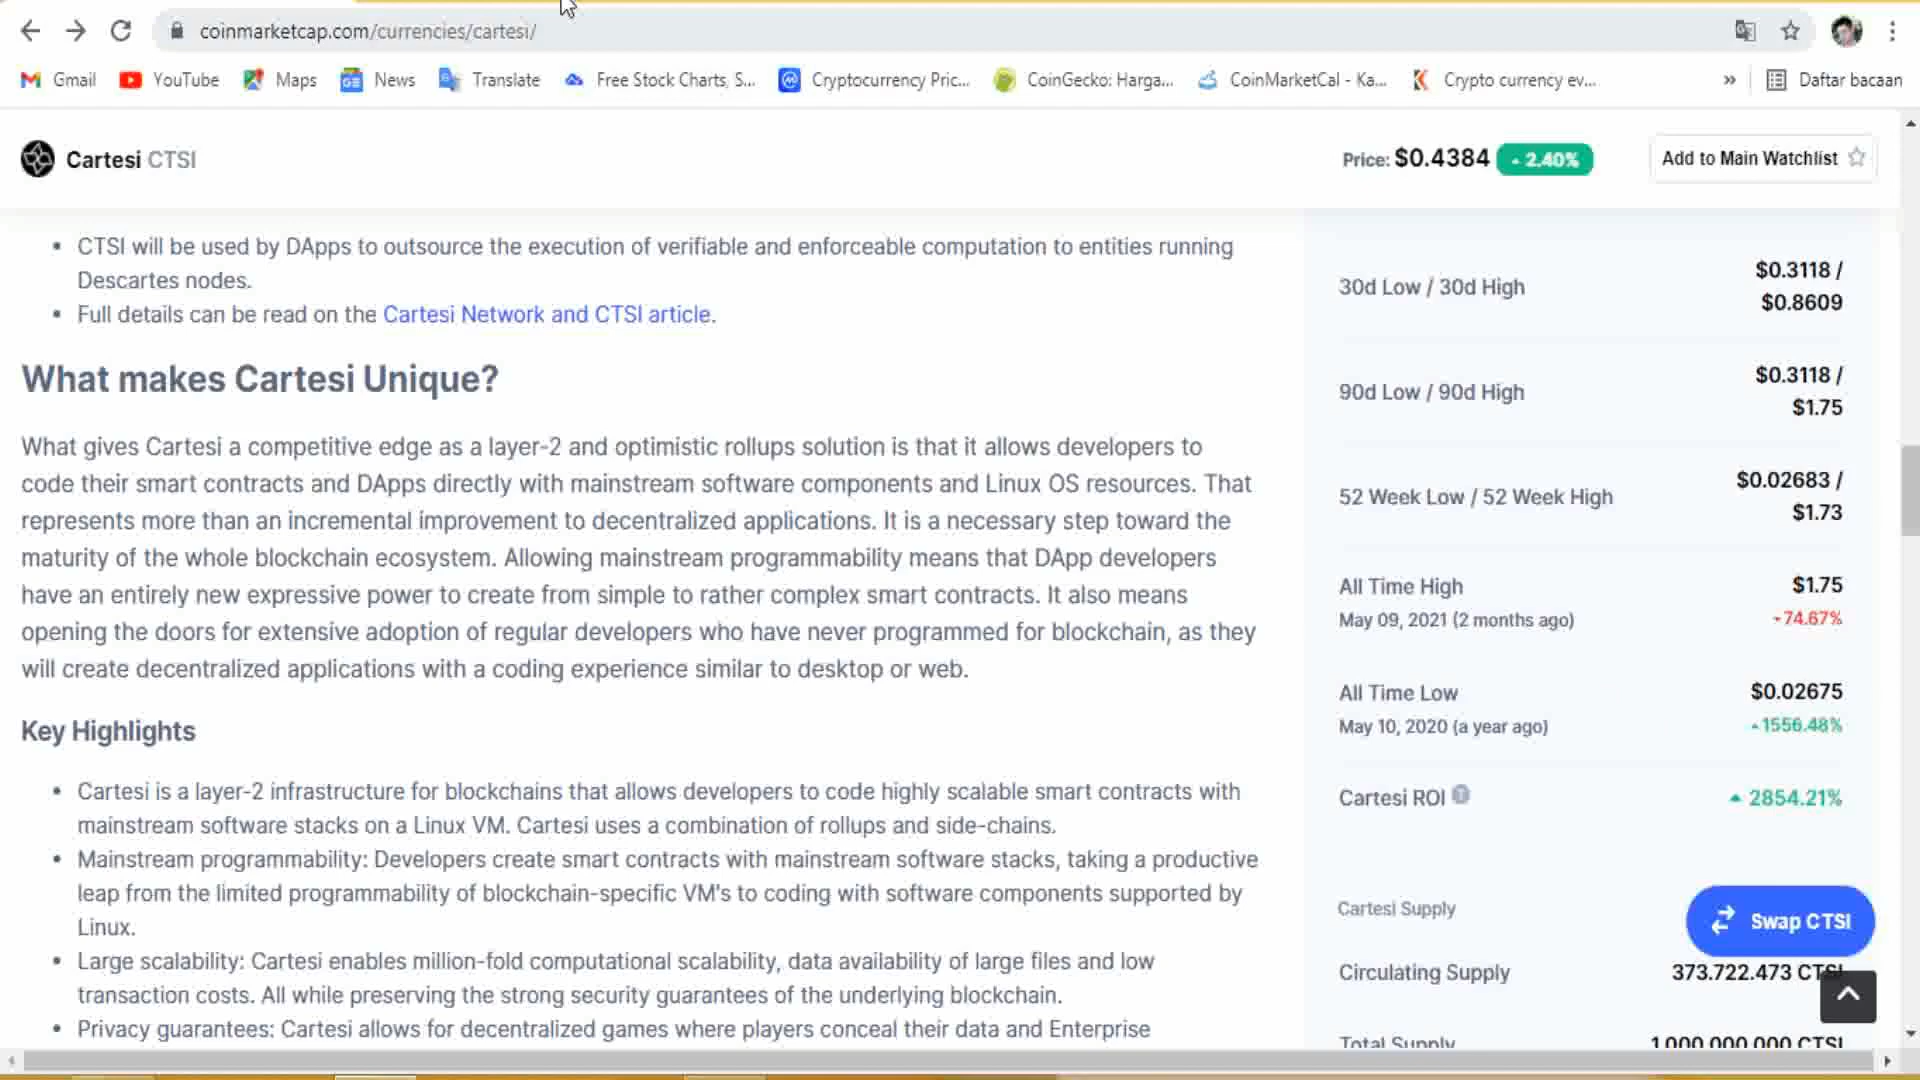 coinmarketcap.com/currencies/cartesi/
Gmail YouTube Maps News Translate Free Stock Charts, S... Cryptocurrency Pric... CoinGecko: Harga... CoinMarketCal - Ka... Crypto currency ev... » Daftar bacaan
Cartesi CTSI
Price: $0.4384 2.40%
Add to Main Watchlist
• CTSI will be used by DApps to outsource the execution of verifiable and enforceable computation to entities running
Descartes nodes.
• Full details can be read on the Cartesi Network and CTSI article.
What makes Cartesi Unique?
What gives Cartesi a competitive edge as a layer-2 and optimistic rollups solution is that it allows developers to
code their smart contracts and DApps directly with mainstream software components and Linux OS resources. That
represents more than an incremental improvement to decentralized applications. It is a necessary step toward the
maturity of the whole blockchain ecosystem. Allowing mainstream programmability means that DApp developers
have an entirely new expressive power to create from simple to rather complex smart contracts. It also means
opening the doors for extensive adoption of regular developers who have never programmed for blockchain, as they
will create decentralized applications with a coding experience similar to desktop or web.
Key Highlights
• Cartesi is a layer-2 infrastructure for blockchains that allows developers to code highly scalable smart contracts with
mainstream software stacks on a Linux VM. Cartesi uses a combination of rollups and side-chains.
• Mainstream programmability: Developers create smart contracts with mainstream software stacks, taking a productive
leap from the limited programmability of blockchain-specific VM's to coding with software components supported by
Linux.
• Large scalability: Cartesi enables million-fold computational scalability, data availability of large files and low
transaction costs. All while preserving the strong security guarantees of the underlying blockchain.
• Privacy guarantees: Cartesi allows for decentralized games where players conceal their data and Enterprise
30d Low / 30d High
$0.3118 /
$0.8609
90d Low / 90d High
$0.3118 /
$1.75
52 Week Low / 52 Week High
$0.02683 /
$1.73
All Time High
$1.75
May 09, 2021 (2 months ago)
74.67%
All Time Low
$0.02675
May 10, 2020 (a year ago)
1556.48%
Cartesi ROI
2854.21%
Cartesi Supply
Swap CTSI
Circulating Supply
373.722.473 CTSI
Total Supply
1.000.000.000 CTSI